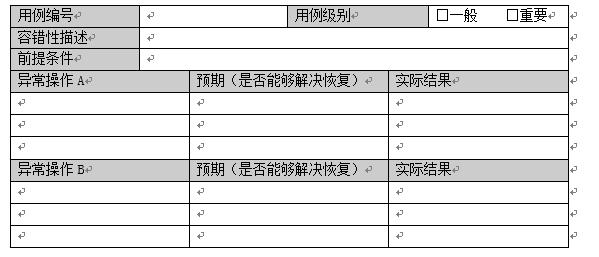 用例编号 用例级别 □一般 □重要
容错性描述
前提条件
异常操作 A 预期（是否能够解决恢复） 实际结果
异常操作 B 预期（是否能够解决恢复） 实际结果